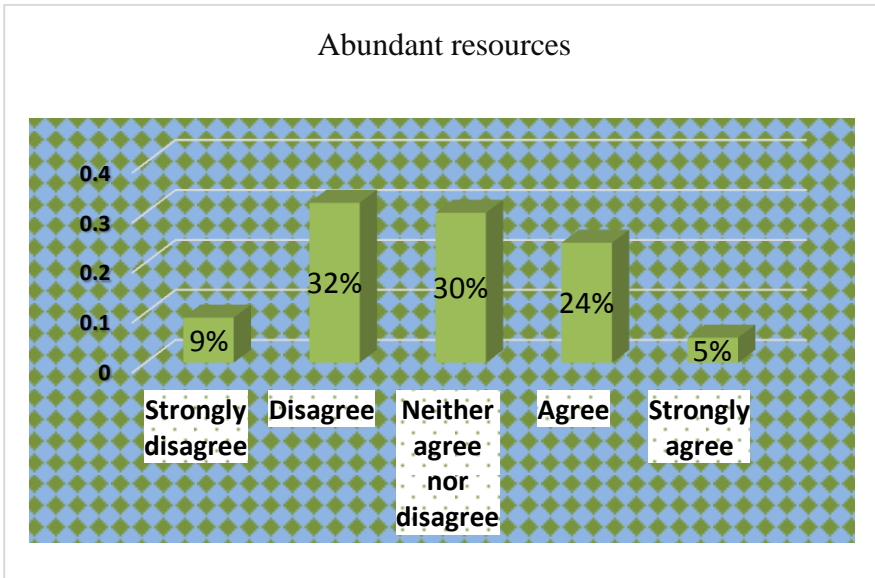 Abundant resources
0.4
0.3
0.2
0.1
0
9%
32%
30%
24%
5%
Strongly
disagree
Disagree
Neither
agree
nor
disagree
Agree
Strongly
agree